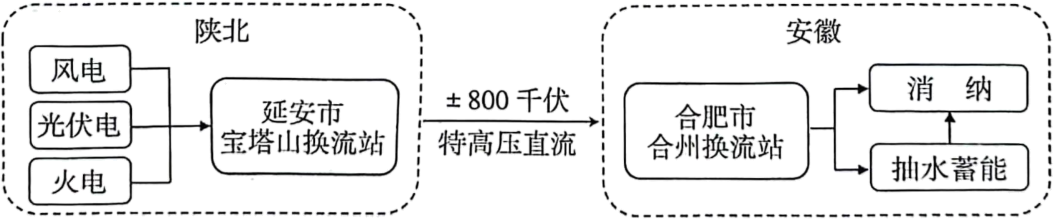 陕北
风电
光伏电
火电
延安市
宝塔山换流站
±800千伏
特高压直流
安徽
合肥市
合州换流站
消 纳
抽水蓄能